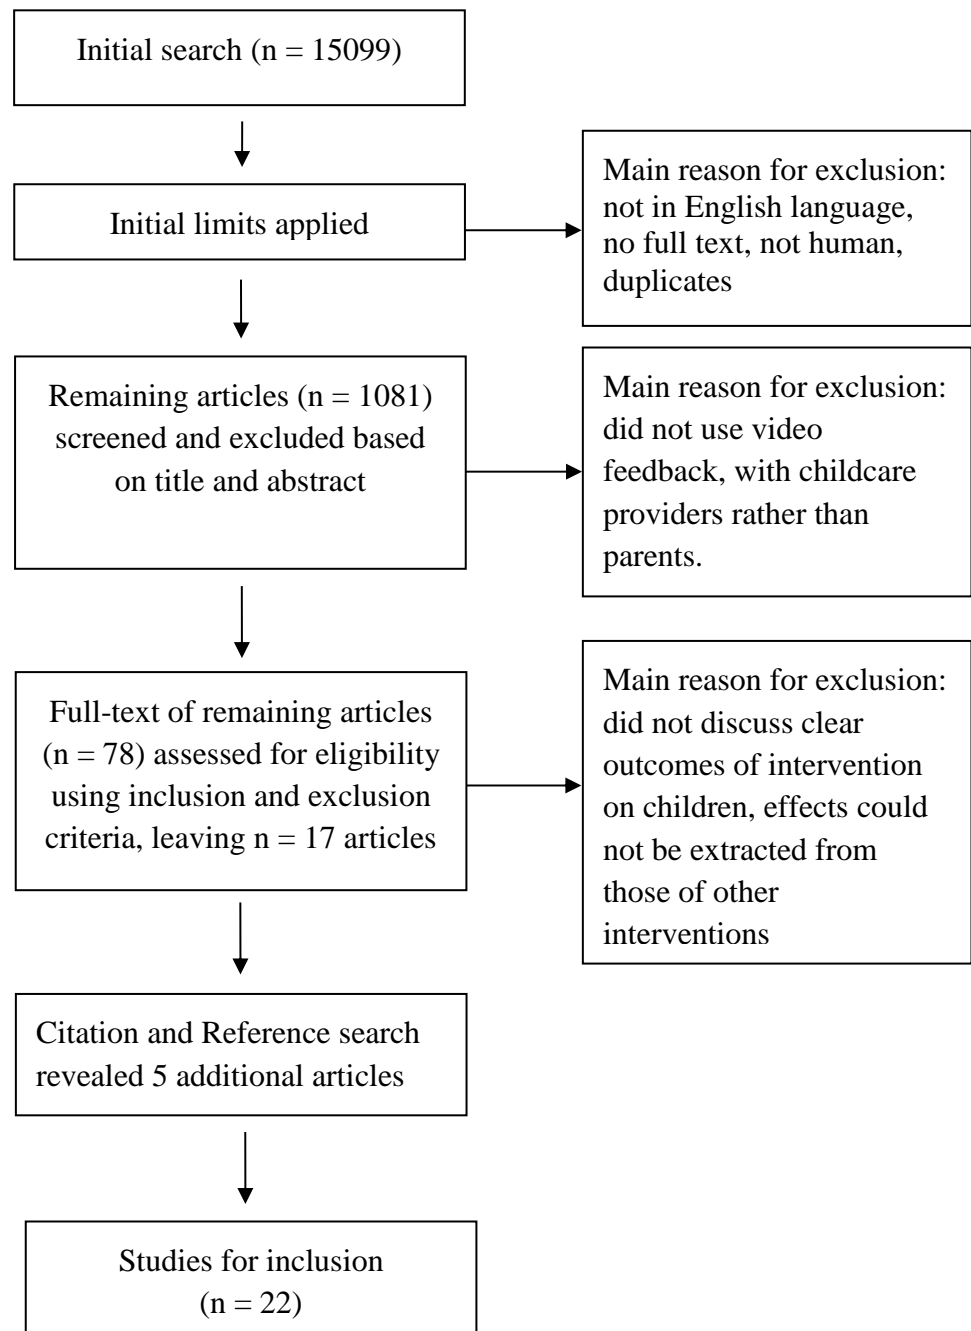 Initial search (n = 15099)
Initial limits applied
Main reason for exclusion:
not in English language,
no full text, not human,
duplicates
Remaining articles (n = 1081)
screened and excluded based
on title and abstract
Main reason for exclusion:
did not use video
feedback, with childcare
providers rather than
parents.
Full-text of remaining articles
(n = 78) assessed for eligibility
using inclusion and exclusion
criteria, leaving n = 17 articles
Main reason for exclusion:
did not discuss clear
outcomes of intervention
on children, effects could
not be extracted from
those of other
interventions
Citation and Reference search
revealed 5 additional articles
Studies for inclusion
(n = 22)